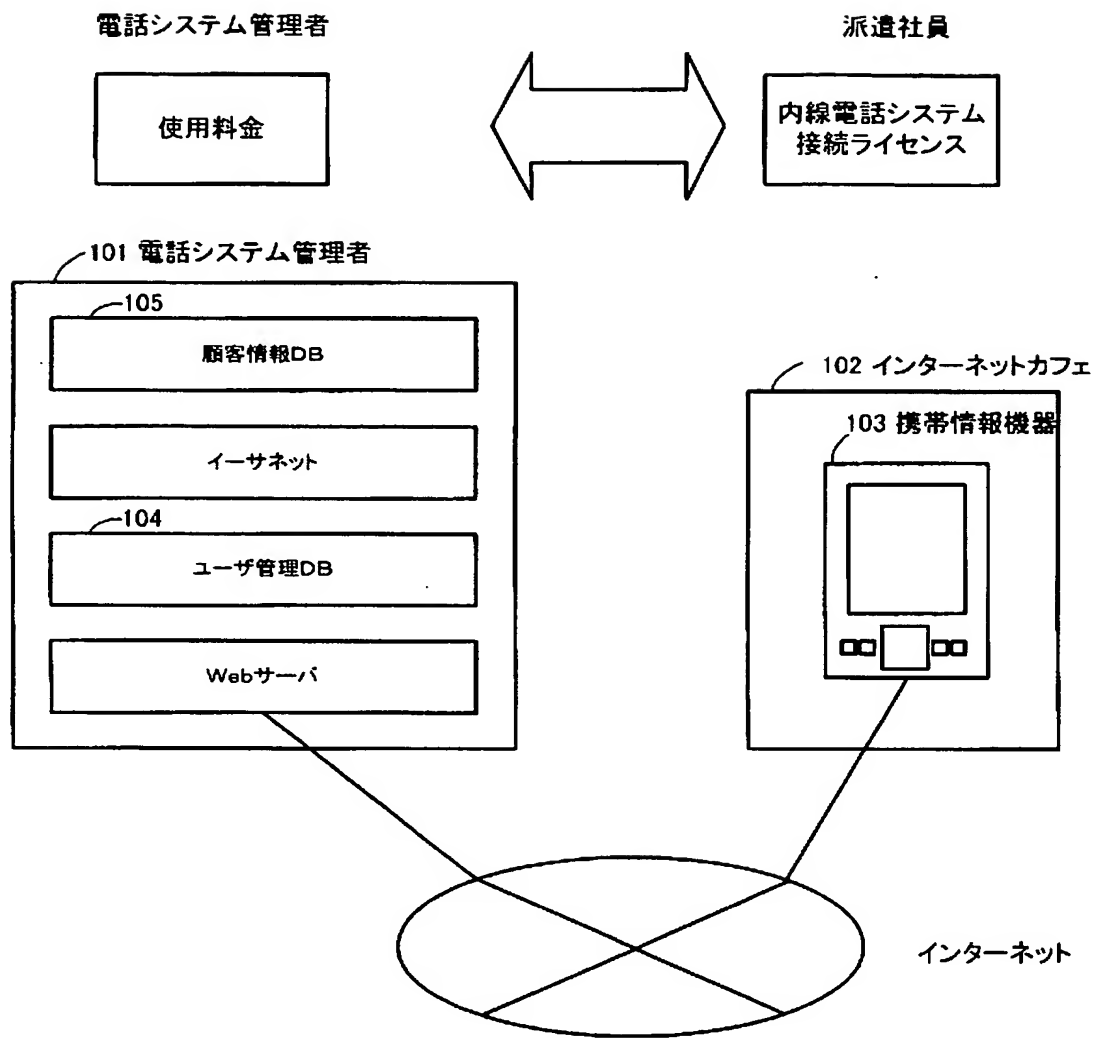 電話システム管理者
派遣社員
使用料金
内線電話システム
接続ライセンス
101 電話システム管理者
105
顧客情報DB
イーサネット
104
ユーザ管理DB
Webサーバ
102 インターネットカフェ
103 携帯情報機器
インターネット